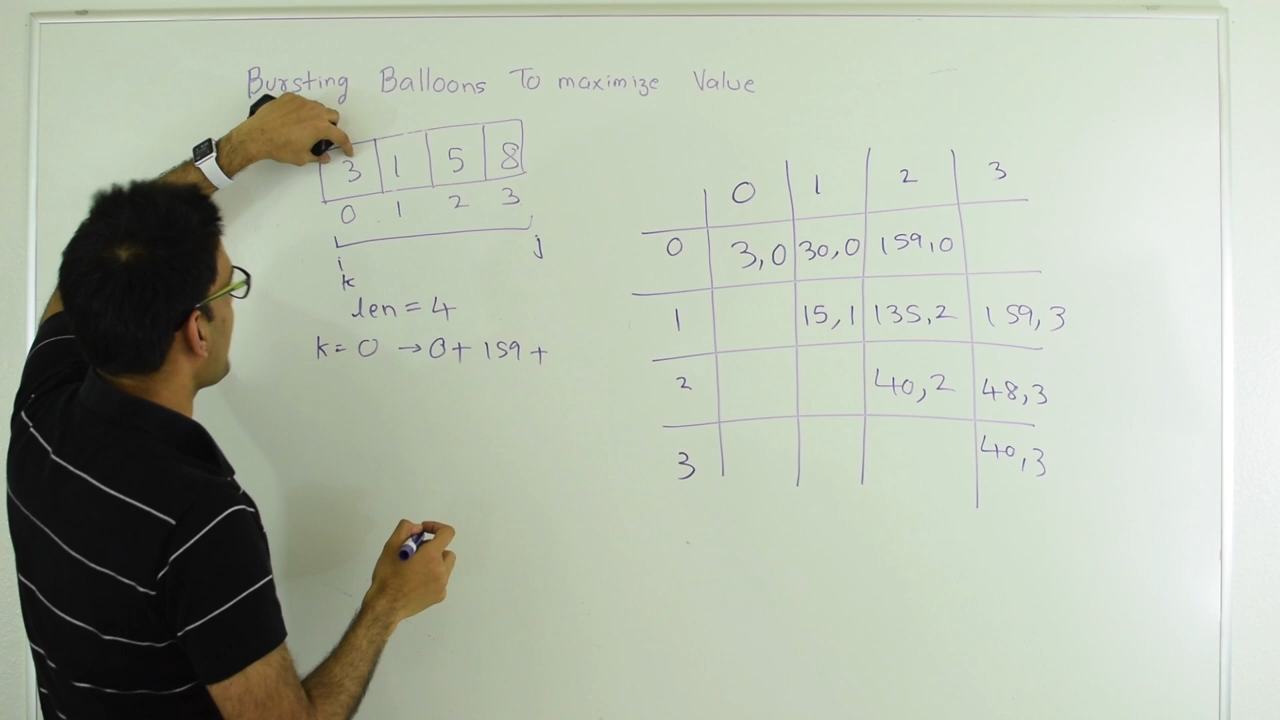 Bursting Balloons To maximize Value
3 1 5 8
0 1 2 3
i j
k
len = 4
k = 0 → 0 + 159 +
0 1 2 3
0 3,0 30,0 159,0
1 15,1 135,2 159,3
2 40,2 48,3
3 40,3